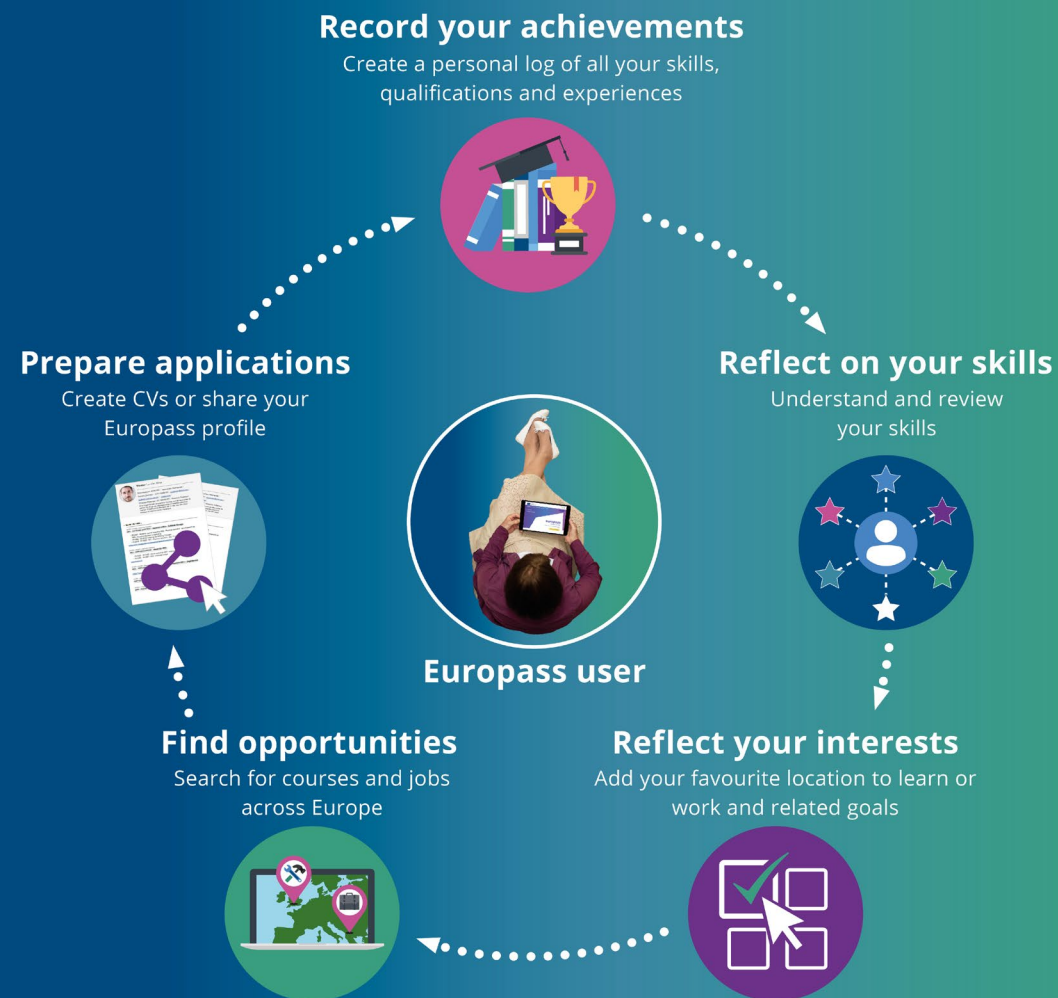 Record your achievements
Create a personal log of all your skills,
qualifications and experiences
Prepare applications
Create CVs or share your
Europass profile
Reflect on your skills
Understand and review
your skills
Europass user
Find opportunities
Search for courses and jobs
across Europe
Reflect your interests
Add your favourite location to learn or
work and related goals